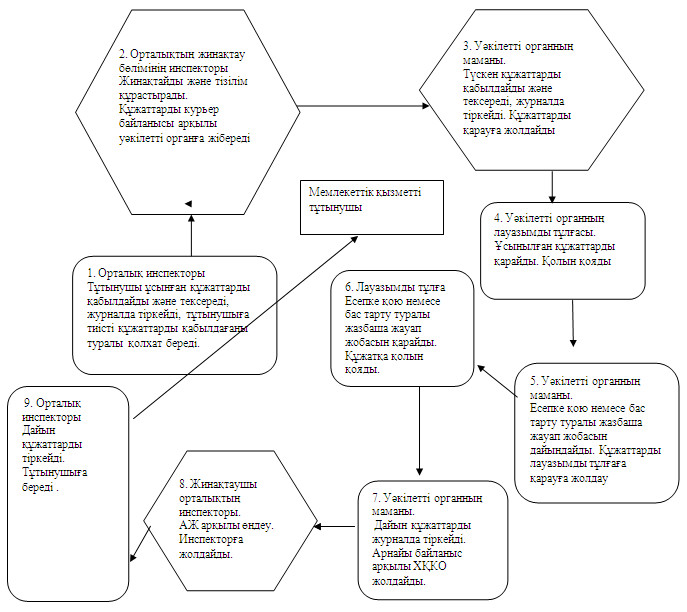 1. Орталық инспекторы
Тұтынушы ұсынған құжаттарды
қабылдайды және тексереді,
журналда тіркейді, тұтынушыға
тиісті құжаттарды қабылдағаны
туралы қолхат береді.
2. Орталықтың жинақтау
бөлімінің инспекторы
Жинақтайды және тізілім
құрастырады.
Құжаттарды курьер
байланысы арқылы
уәкілетті органға жібереді
3. Уәкілетті органның
маманы.
Түскен құжаттарды
қабылдайды және
тексереді, журналда
тіркейді. Құжаттарды
қарауға жолдайды
4. Уәкілетті органның
лауазымды тұлғасы.
Ұсынылған құжаттарды
қарайды. Қолын қояды
5. Уәкілетті органның
маманы.
Есепке қою немесе бас
тарту туралы жазбаша
жауап жобасын
дайындайды. Құжаттарды
лауазымды тұлғаға
қарауға жолдау
6. Лауазымды тұлға
Есепке қою немесе
бас тарту туралы
жазбаша жауап
жобасын қарайды.
Құжатқа қолын
қояды.
7. Уәкілетті органның
маманы.
Дайын құжаттарды
журналда тіркейді.
Арнайы байланыс
арқылы ХҚКО
жолдайды.
8. Жинақтаушы
орталықтың
инспекторы.
АЖ арқылы өңдеу.
Инспекторға
жолдайды.
9. Орталық
инспекторы
Дайын
құжаттарды
тіркейді.
Тұтынушыға
береді .
Мемлекеттік қызметті
тұтынушы